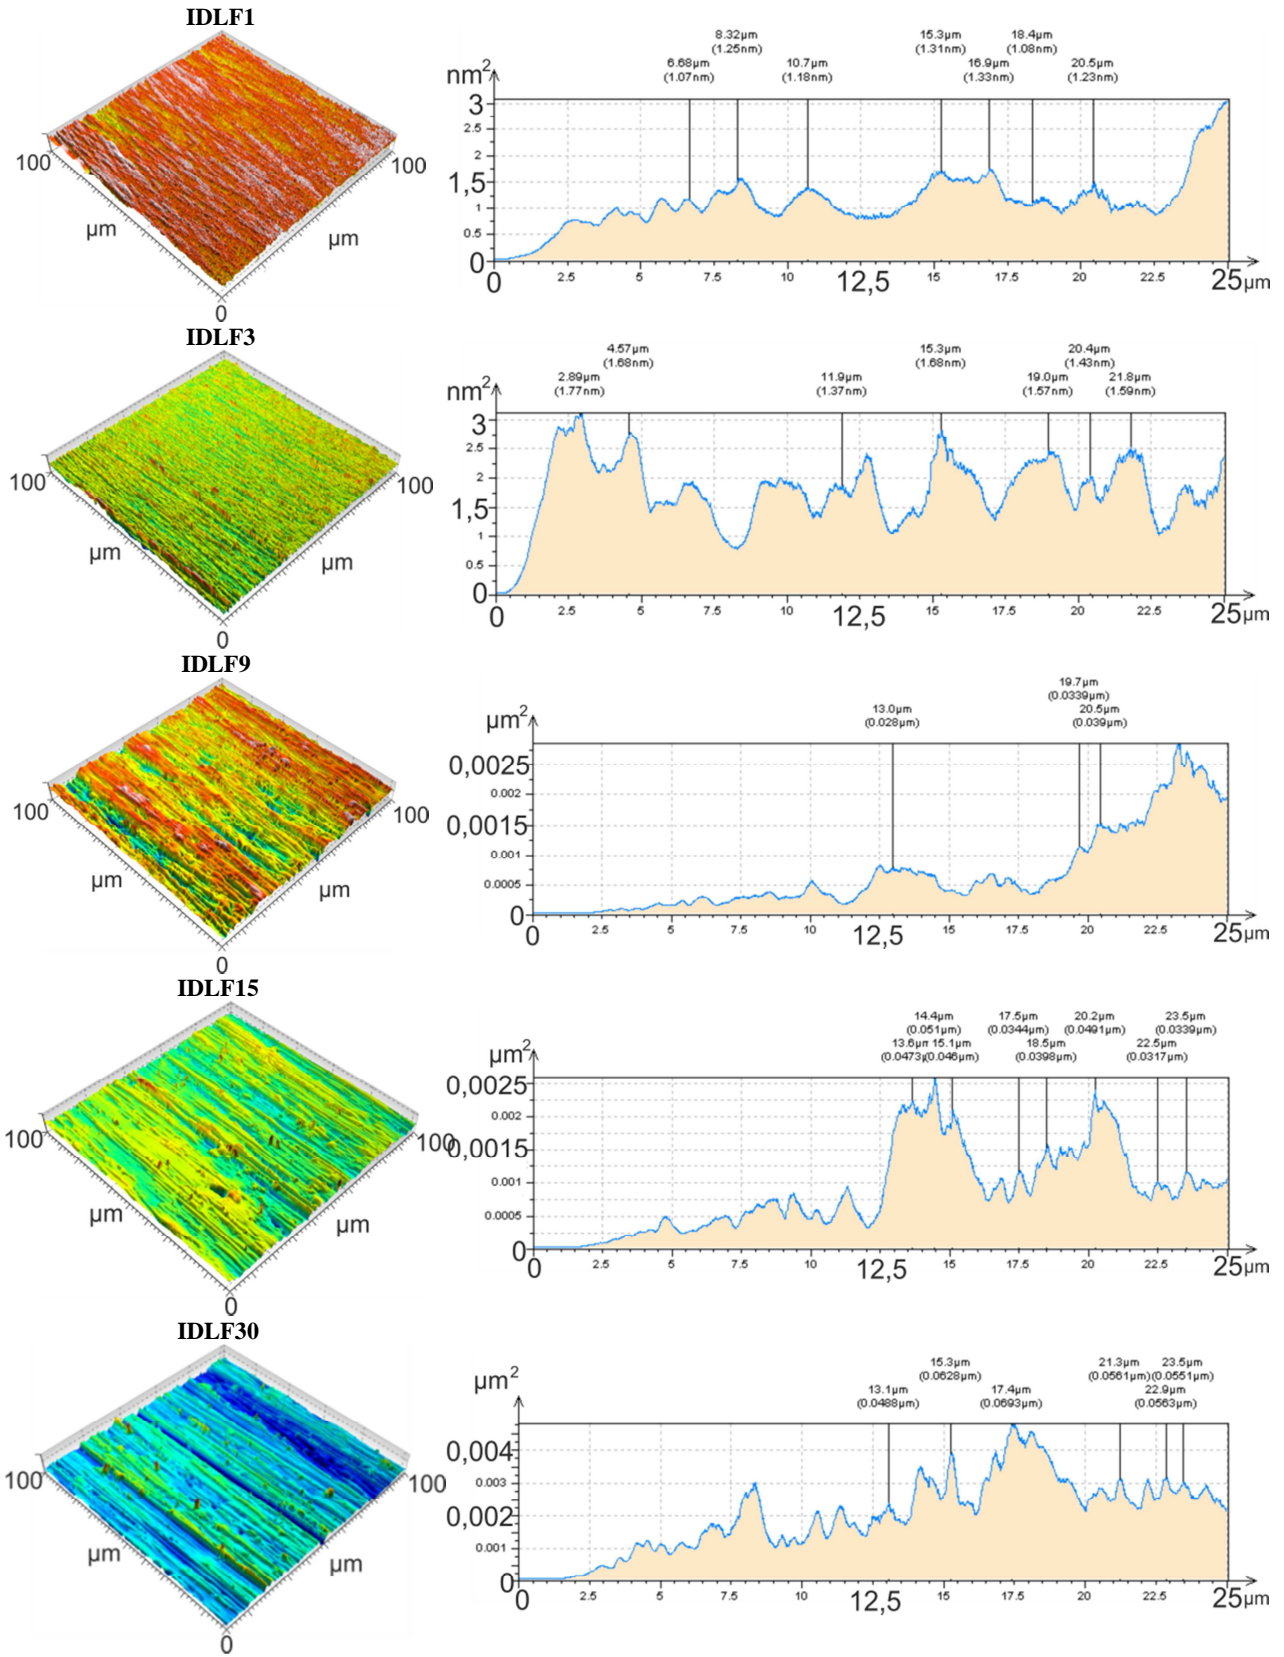 IDLF1
8.32µm 15.3µm 18.4µm
(1.25nm) (1.31nm) (1.08nm)
6.68µm 10.7µm 16.9µm 20.5µm
(1.07nm) (1.18nm) (1.33nm) (1.23nm)
nm²
3
2.5
2
1,5
1
0.5
0
0 2.5 5 7.5 10 12,5 15 17.5 20 22.5 25µm
100 100
µm µm
0
IDLF3
4.57µm 15.3µm 20.4µm
(1.68nm) (1.68nm) (1.43nm)
2.89µm 11.9µm 19.0µm 21.8µm
(1.77nm) (1.37nm) (1.57nm) (1.59nm)
nm²
3
2.5
2
1,5
1
0.5
0
0 2.5 5 7.5 10 12,5 15 17.5 20 22.5 25µm
100 100
µm µm
0
IDLF9
19.7µm
(0.0339µm)
13.0µm 20.5µm
(0.028µm) (0.039µm)
µm²
0,0025
0.002
0,0015
0.001
0.0005
0
0 2.5 5 7.5 10 12,5 15 17.5 20 22.5 25µm
100 100
µm µm
0
IDLF15
14.4µm 17.5µm 20.2µm 23.5µm
(0.051µm) (0.0344µm) (0.0491µm) (0.0339µm)
13.6µm 15.1µm 18.5µm 22.5µm
(0.0473µ (0.046µm) (0.0398µm) (0.0317µm)
µm²
0,0025
0.002
0,0015
0.001
0.0005
0
0 2.5 5 7.5 10 12,5 15 17.5 20 22.5 25µm
100 100
µm µm
0
IDLF30
15.3µm 21.3µm 23.5µm
(0.0628µm) (0.0561µm) (0.0551µm)
13.1µm 17.4µm 22.9µm
(0.0488µm) (0.0693µm) (0.0563µm)
µm²
0,004
0.003
0,002
0.001
0
0 2.5 5 7.5 10 12,5 15 17.5 20 22.5 25µm
100 100
µm µm
0